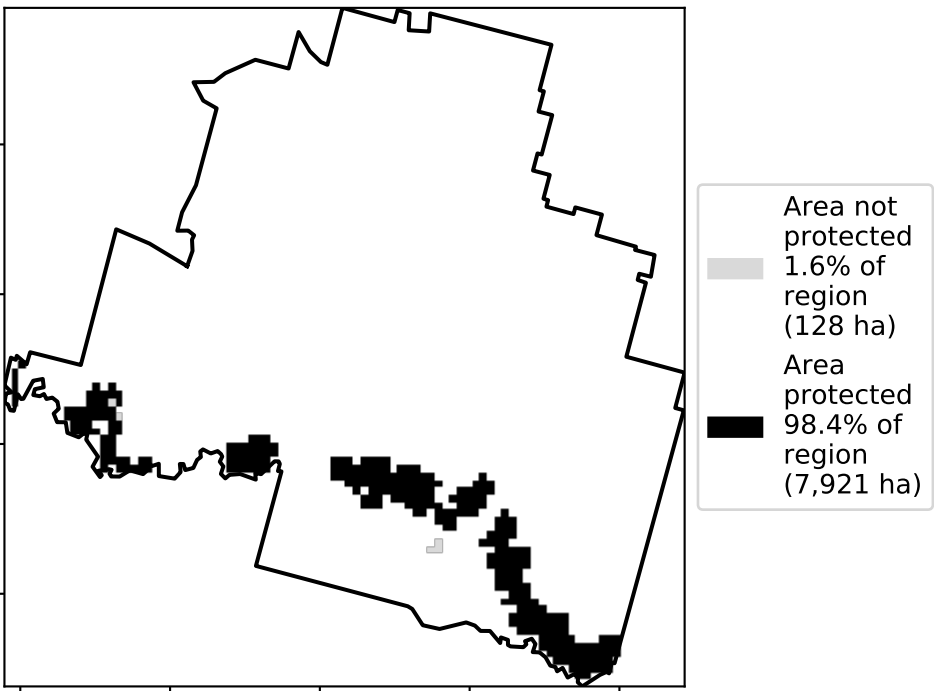 Area not
protected
1.6% of
region
(128 ha)
Area
protected
98.4% of
region
(7,921 ha)